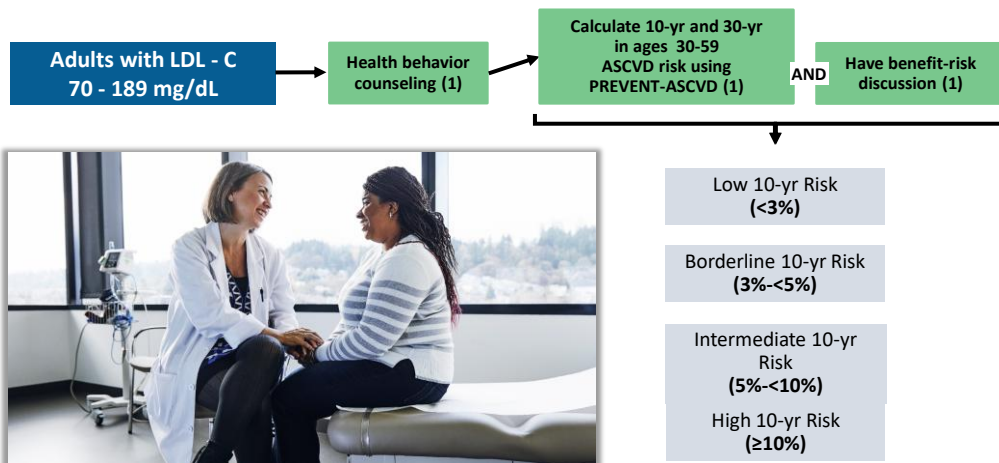 Adults with LDL - C
70 - 189 mg/dL
Health behavior
counseling (1)
Calculate 10-yr and 30-yr
in ages 30-59
ASCVD risk using
PREVENT-ASCVD (1)
AND
Have benefit-risk
discussion (1)
Low 10-yr Risk
(<3%)
Borderline 10-yr Risk
(3%-<5%)
Intermediate 10-yr
Risk
(5%-<10%)
High 10-yr Risk
(≥10%)